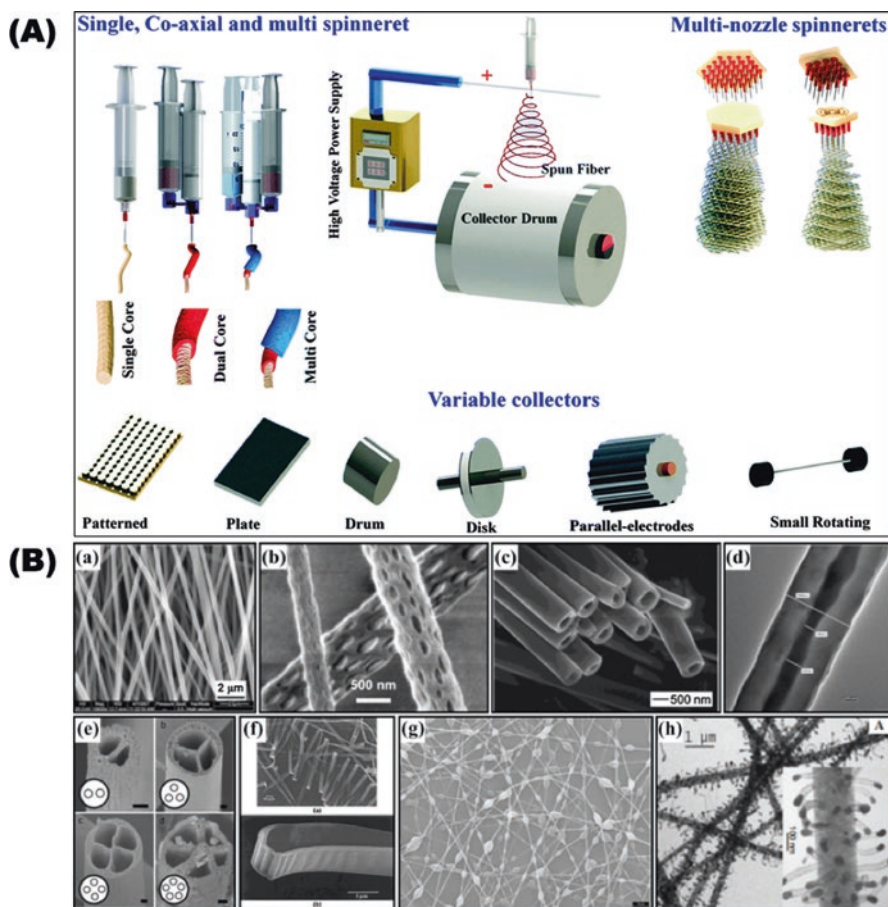 (A)
Single, Co-axial and multi spinneret
Multi-nozzle spinnerets
High Voltage Power Supply
+
Spun Fiber
-
Collector Drum
Single Core
Dual Core
Multi Core
Variable collectors
Patterned
Plate
Drum
Disk
Parallel-electrodes
Small Rotating
(B)
(a)
2 µm
(b)
500 nm
(c)
500 nm
(d)
(e)
b
c
d
(f)
(a)
(b)
(g)
(h)
1 µm
A
100 nm